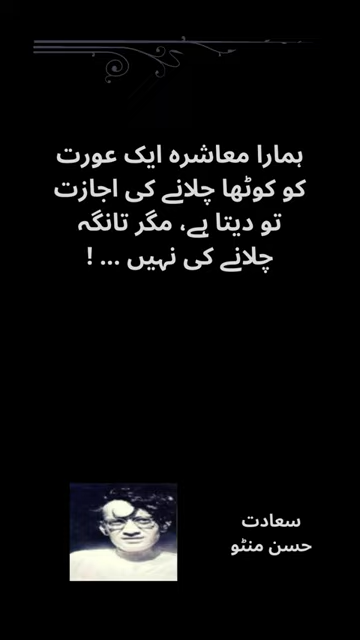 ہمارا معاشرہ ایک عورت
کو کوٹھا چلانے کی اجازت
تو دیتا ہے، مگر تانگہ
چلانے کی نہیں ... !
سعادت
حسن منٹو